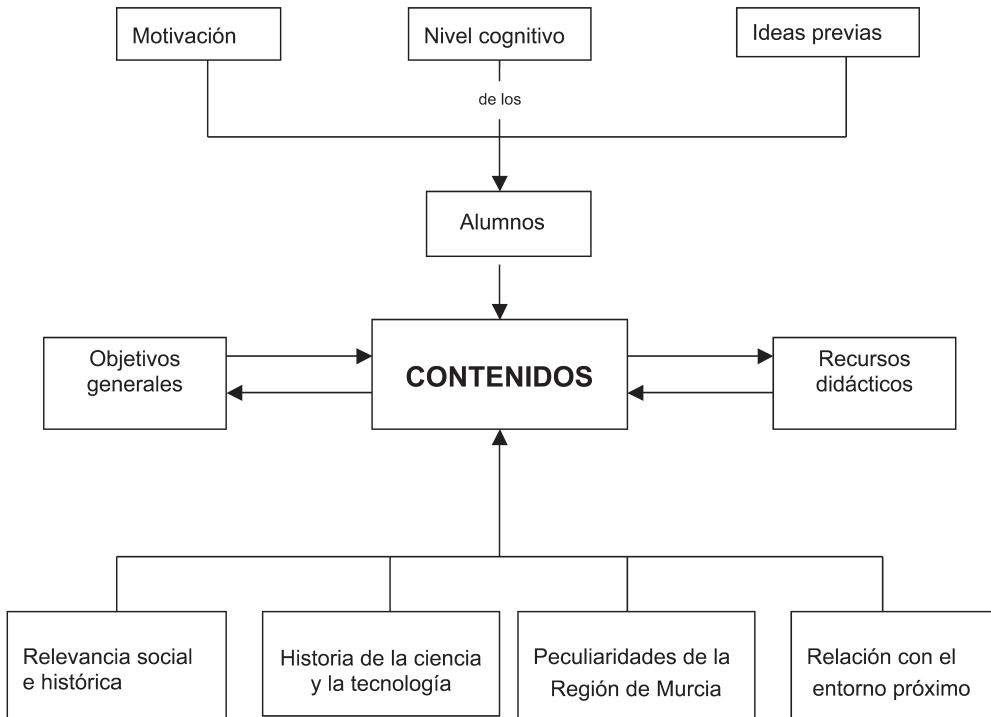 Motivación
Nivel cognitivo
Ideas previas
de los
Alumnos
Objetivos
generales
CONTENIDOS
Recursos
didácticos
Relevancia social
e histórica
Historia de la ciencia
y la tecnología
Peculiaridades de la
Región de Murcia
Relación con el
entorno próximo